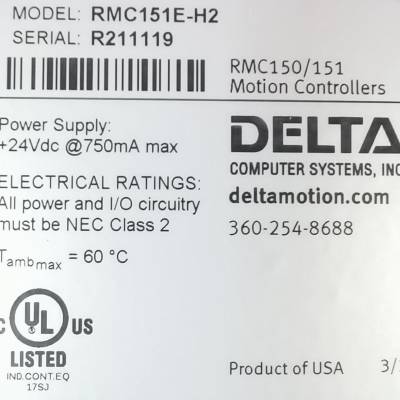 MODEL: RMC151E-H2
SERIAL: R211119
RMC150/151
Motion Controllers
Power Supply:
+24Vdc @750mA max
DELTA
COMPUTER SYSTEMS, INC
deltamotion.com
360-254-8688
ELECTRICAL RATINGS:
All power and I/O circuitry
must be NEC Class 2
Tambmax = 60 °C
C UL US
LISTED
IND.CONT.EQ
17SJ
Product of USA